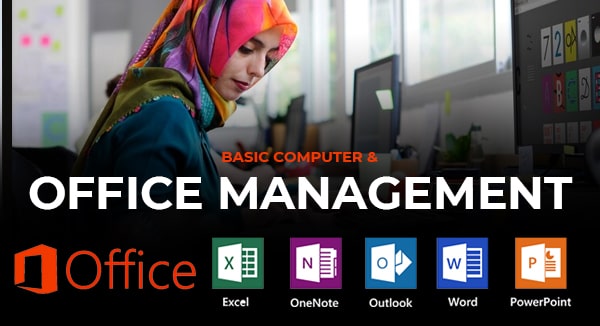 BASIC COMPUTER &
OFFICE MANAGEMENT
Office
Excel
OneNote
Outlook
Word
PowerPoint